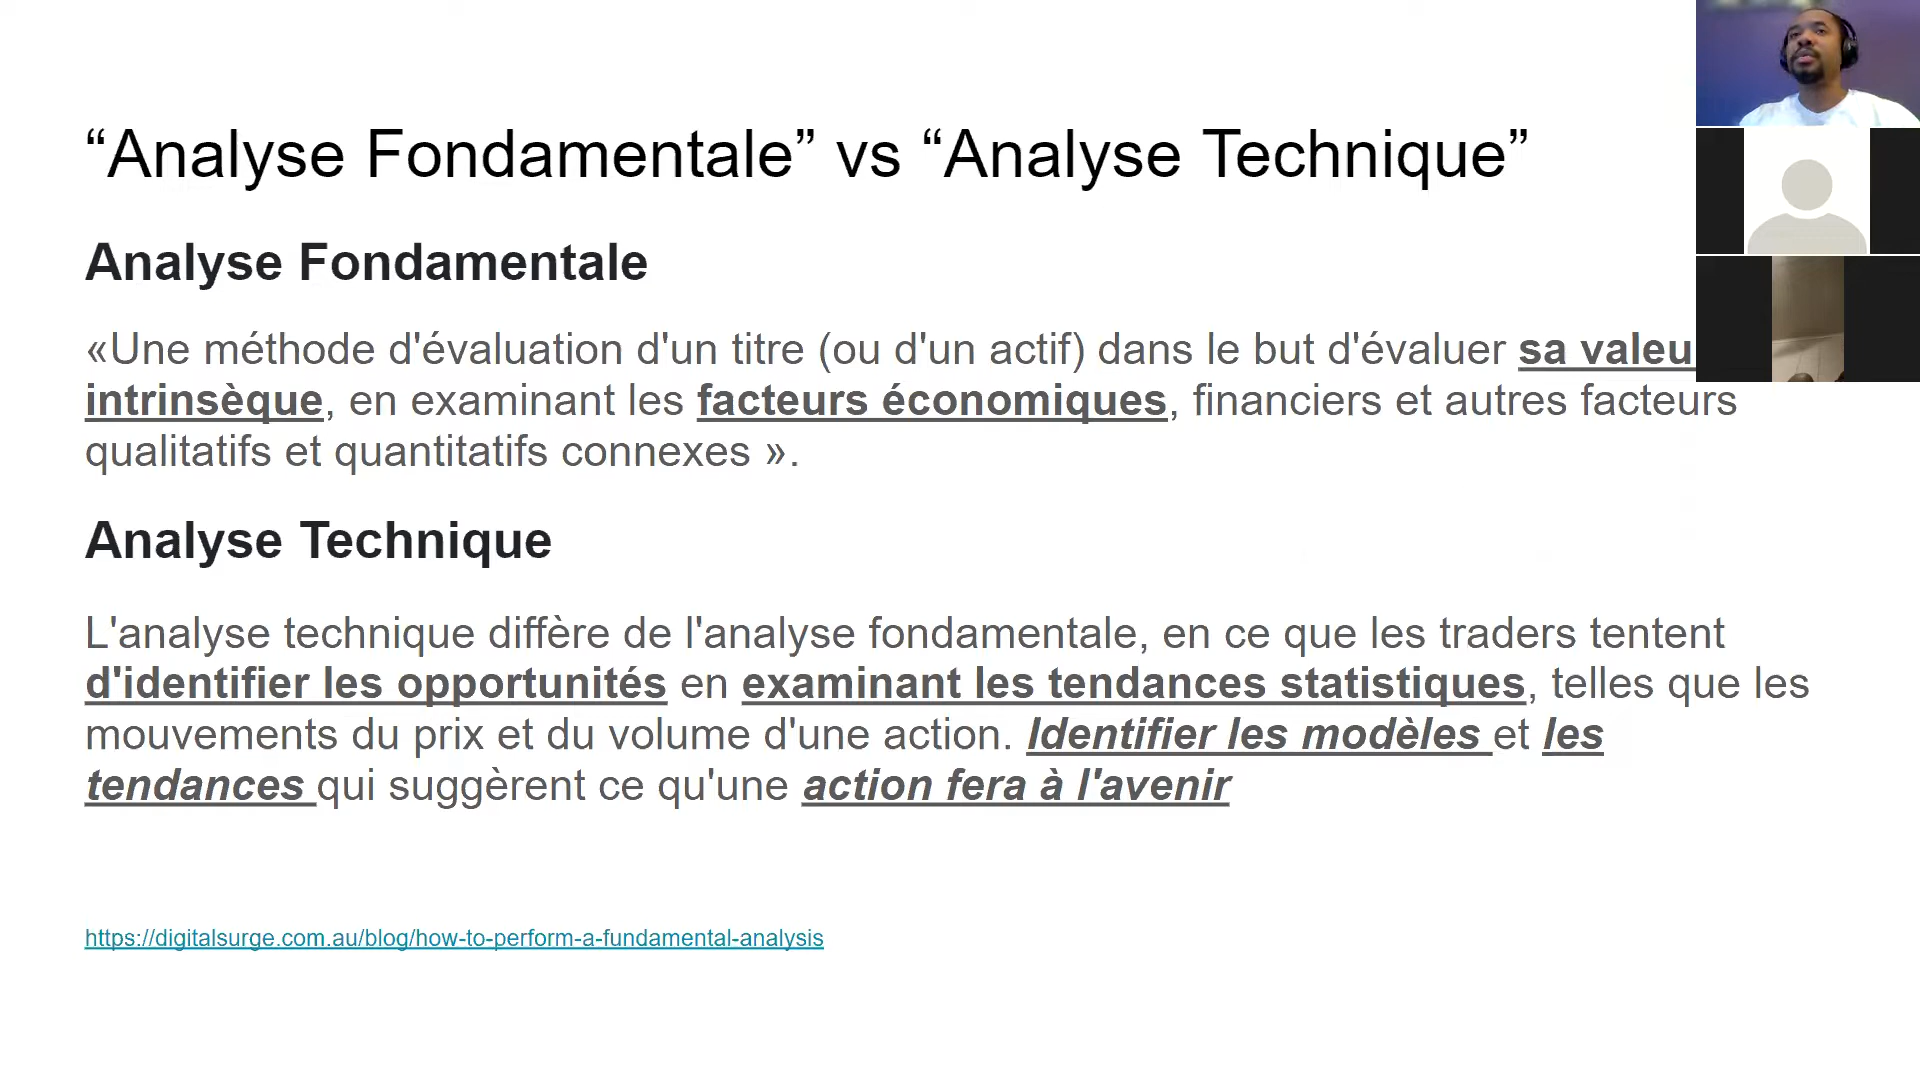 “Analyse Fondamentale” vs “Analyse Technique”
Analyse Fondamentale
«Une méthode d'évaluation d'un titre (ou d'un actif) dans le but d'évaluer sa valeu
intrinsèque, en examinant les facteurs économiques, financiers et autres facteurs
qualitatifs et quantitatifs connexes ».
Analyse Technique
L'analyse technique diffère de l'analyse fondamentale, en ce que les traders tentent
d'identifier les opportunités en examinant les tendances statistiques, telles que les
mouvements du prix et du volume d'une action. Identifier les modèles et les
tendances qui suggèrent ce qu'une action fera à l'avenir
https://digitalsurge.com.au/blog/how-to-perform-a-fundamental-analysis